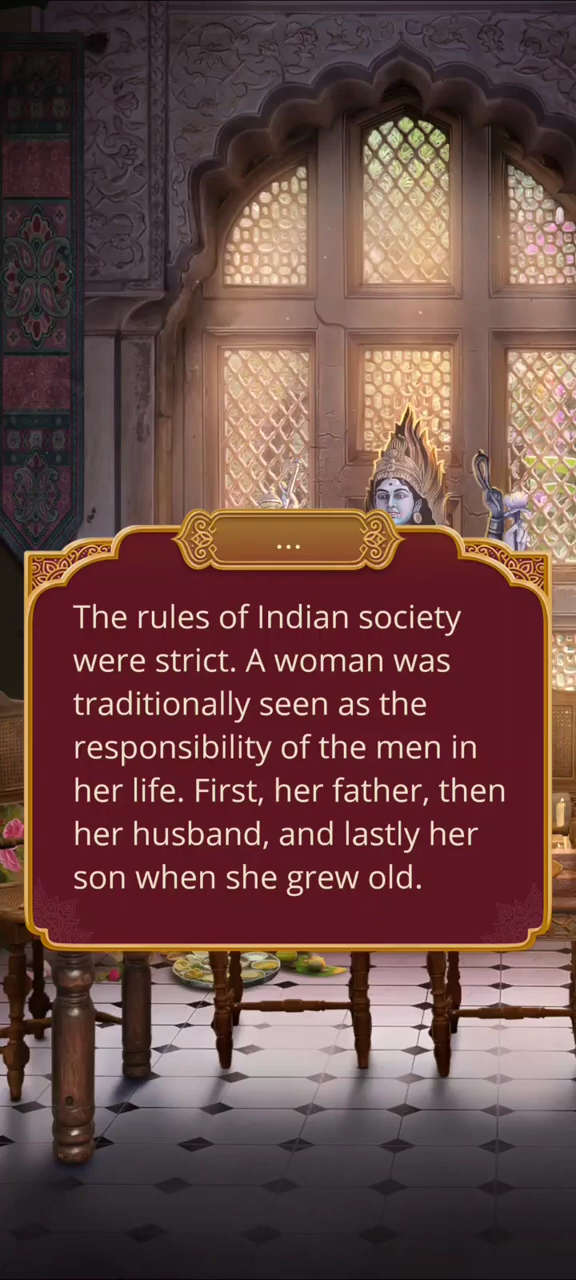 ...
The rules of Indian society
were strict. A woman was
traditionally seen as the
responsibility of the men in
her life. First, her father, then
her husband, and lastly her
son when she grew old.